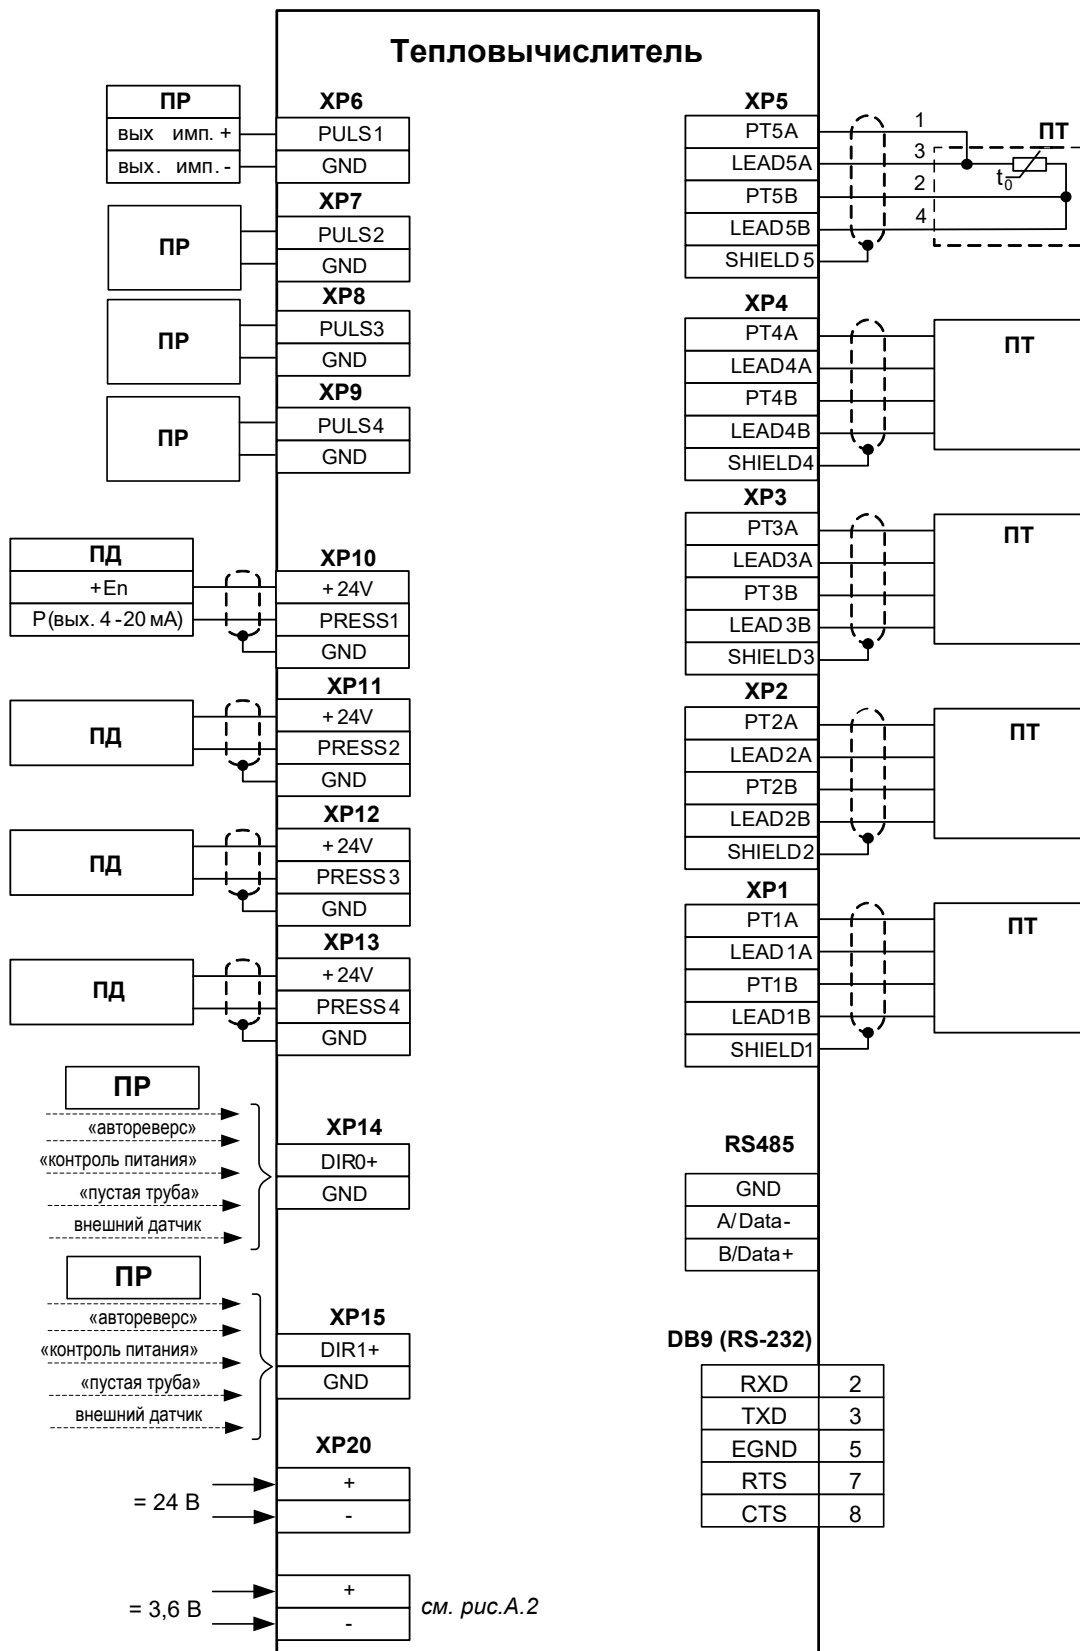 Тепловычислитель
ПР
вых имп. +
вых. имп. -
XP6
PULS1
GND
ПР
XP7
PULS2
GND
ПР
XP8
PULS3
GND
ПР
XP9
PULS4
GND
ПД
+En
P(вых. 4-20 мА)
XP10
+24V
PRESS1
GND
ПД
XP11
+24V
PRESS2
GND
ПД
XP12
+24V
PRESS3
GND
ПД
XP13
+24V
PRESS4
GND
ПР
«автореверс»
«контроль питания»
«пустая труба»
внешний датчик
XP14
DIR0+
GND
ПР
«автореверс»
«контроль питания»
«пустая труба»
внешний датчик
XP15
DIR1+
GND
XP20
= 24 В
+
-
= 3,6 В
+
-
см. рис.А.2
XP5
PT5A
LEAD5A
PT5B
LEAD5B
SHIELD5
1
3
2
4
ПТ
t0
XP4
PT4A
LEAD4A
PT4B
LEAD4B
SHIELD4
ПТ
XP3
PT3A
LEAD3A
PT3B
LEAD3B
SHIELD3
ПТ
XP2
PT2A
LEAD2A
PT2B
LEAD2B
SHIELD2
ПТ
XP1
PT1A
LEAD1A
PT1B
LEAD1B
SHIELD1
ПТ
RS485
GND
A/Data-
B/Data+
DB9 (RS-232)
RXD 2
TXD 3
EGND 5
RTS 7
CTS 8